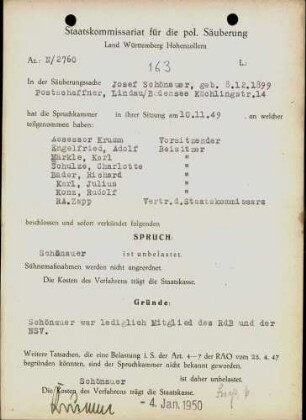 Staatskommissariat für die pol. Säuberung
Land Württemberg Hohenzollern
Az.: N/2760
163
L:
In der Säuberungssache Josef Schönauer, geb. 8.12.1899
Postschaffner, Lindau/Bodensee Köchlingstr.14
hat die Spruchkammer in ihrer Sitzung am 10.11.49 an welcher
teilgenommen haben:
Assessor Krumm Vorsitzender
Engelfried, Adolf Beisitzer
Märkle, Karl "
Schulze, Charlotte "
Bader, Richard "
Karl, Julius "
Konz, Rudolf "
RA.Zapp Vertr.d.Staatskommissars
beschlossen und sofort verkündet folgenden
SPRUCH:
Schönauer ist unbelastet.
Sühnemaßnahmen werden nicht angeordnet.
Die Kosten des Verfahrens trägt die Staatskasse.
Gründe:
Schönauer war lediglich Mitglied des RdB und der
NSV.
Weitere Tatsachen, die eine Belastung i. S. der Art. 4-7 der RAO vom 25. 4. 47
begründen könnten, sind der Spruchkammer nicht bekannt geworden.
Schönauer ist daher unbelastet.
Die Kosten des Verfahrens trägt die Staatskasse.
- 4. Jan. 1950